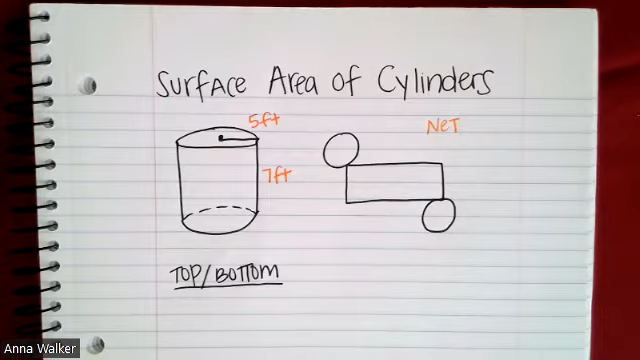 Surface Area of Cylinders
5ft
NET
7ft
TOP/BOTTOM
Anna Walker